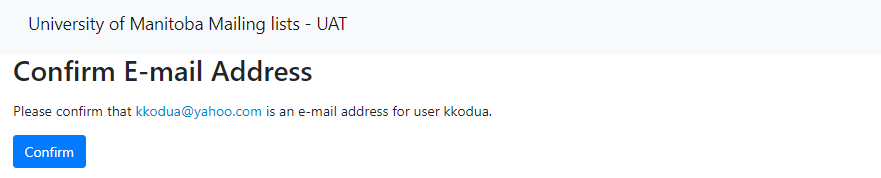 University of Manitoba Mailing lists - UAT
Confirm E-mail Address
Please confirm that kkodua@yahoo.com is an e-mail address for user kkodua.
Confirm